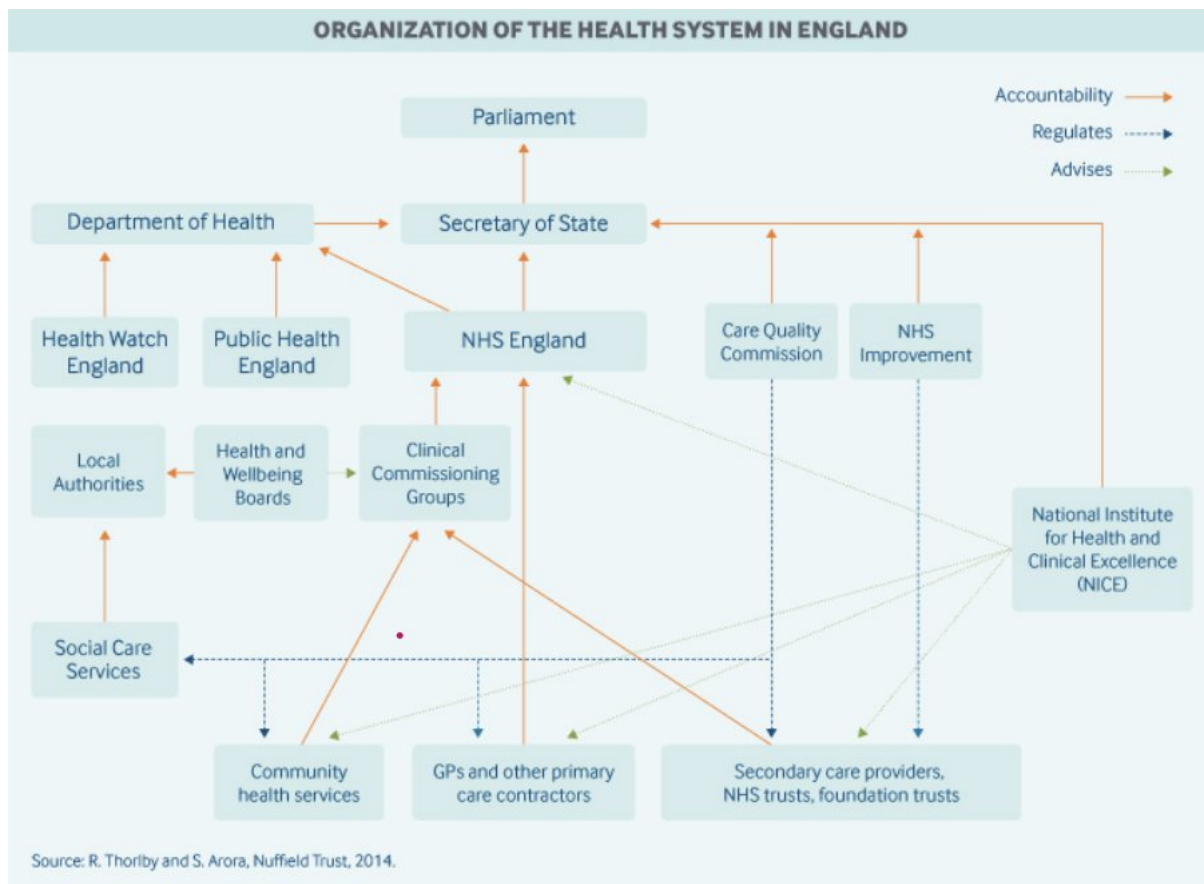 ORGANIZATION OF THE HEALTH SYSTEM IN ENGLAND
Accountability
Regulates
Advises
Parliament
Department of Health
Secretary of State
Health Watch
England
Public Health
England
NHS England
Care Quality
Commission
NHS
Improvement
Local
Authorities
Health and
Wellbeing
Boards
Clinical
Commissioning
Groups
National Institute
for Health and
Clinical Excellence
(NICE)
Social Care
Services
Community
health services
GPs and other primary
care contractors
Secondary care providers,
NHS trusts, foundation trusts
Source: R. Thorlby and S. Arora, Nuffield Trust, 2014.